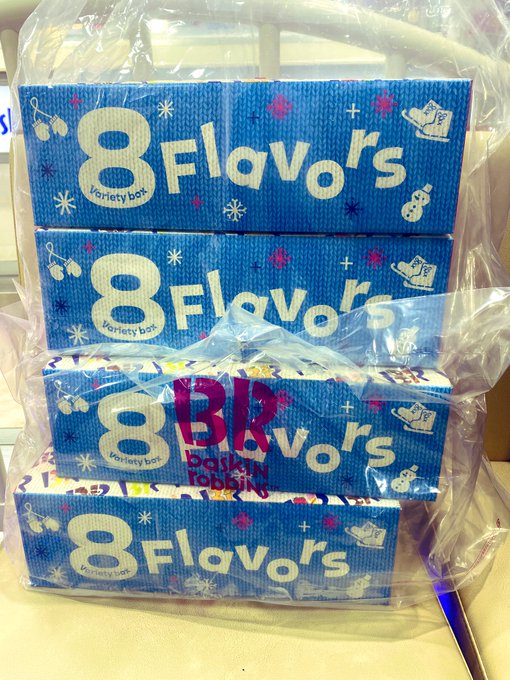 8 Flavors
Variety box
8 Flavors
Variety box
8 Flavors
Variety box
BR
baskin
robbins
8 Flavors
Variety box